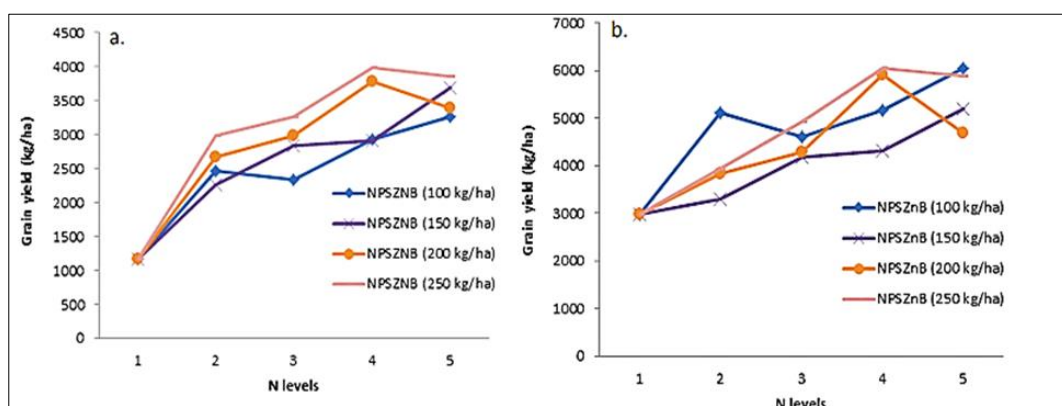 a.
Grain yield (kg/ha)
4500
4000
3500
3000
2500
2000
1500
1000
500
0
1 2 3 4 5
N levels
NPSZNB (100 kg/ha)
NPSZNB (150 kg/ha)
NPSZNB (200 kg/ha)
NPSZNB (250 kg/ha)
b.
Grain yield (kg/ha)
7000
6000
5000
4000
3000
2000
1000
0
1 2 3 4 5
N levels
NPSZnB (100 kg/ha)
NPSZnB (150 kg/ha)
NPSZnB (200 kg/ha)
NPSZnB (250 kg/ha)